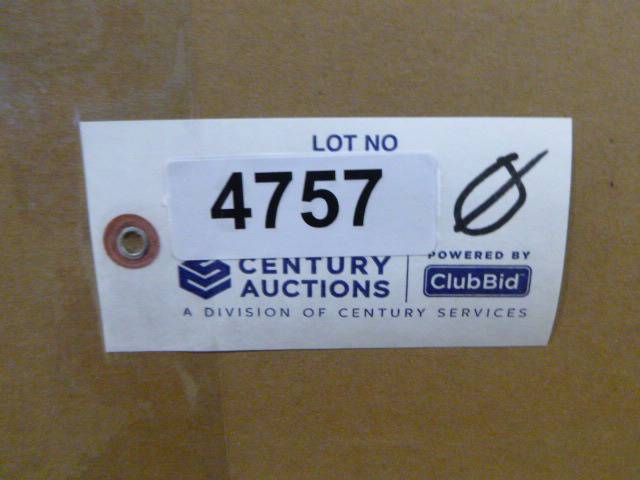 LOT NO
4757 Ø
CENTURY
AUCTIONS
POWERED BY
ClubBid
A DIVISION OF CENTURY SERVICES